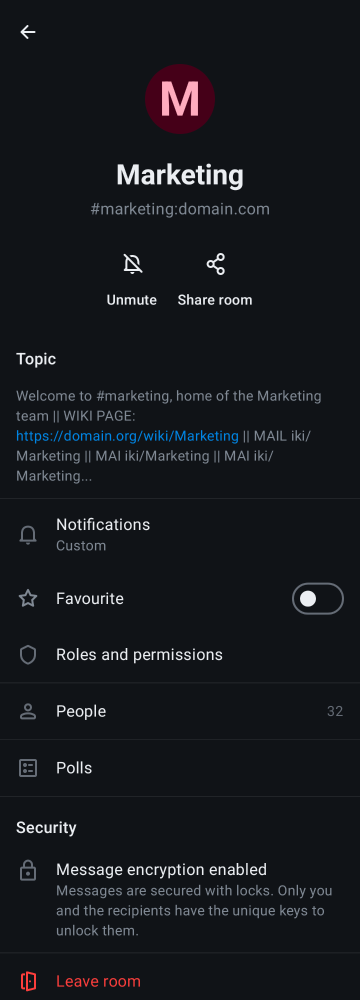 M
Marketing
#marketing:domain.com
Unmute Share room
Topic
Welcome to #marketing, home of the Marketing
team || WIKI PAGE:
https://domain.org/wiki/Marketing || MAIL iki/
Marketing || MAI iki/Marketing || MAI iki/
Marketing...
Notifications
Custom
Favourite
Roles and permissions
People 32
Polls
Security
Message encryption enabled
Messages are secured with locks. Only you
and the recipients have the unique keys to
unlock them.
Leave room